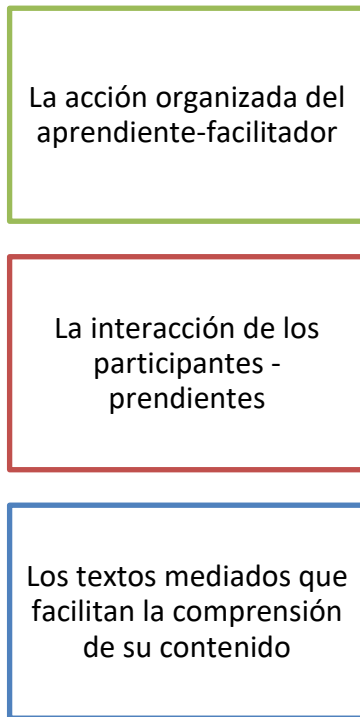 La acción organizada del
aprendiente-facilitador
La interacción de los
participantes -
prendientes
Los textos mediados que
facilitan la comprensión
de su contenido